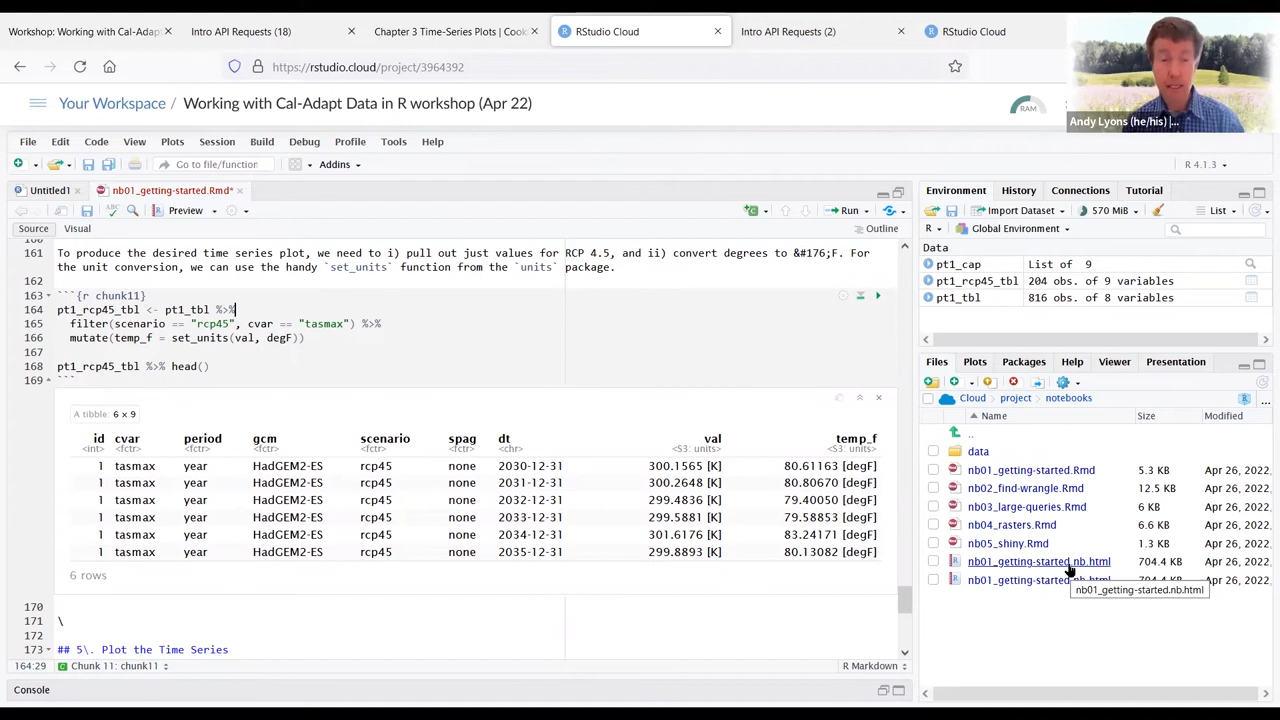 Workshop: Working with Cal-Adapt
Intro API Requests (18)
Chapter 3 Time-Series Plots | Cook
RStudio Cloud
Intro API Requests (2)
RStudio Cloud
https://rstudio.cloud/project/3964392
Your Workspace / Working with Cal-Adapt Data in R workshop (Apr 22)
RAM
Andy Lyons (he/his) |...
File Edit Code View Plots Session Build Debug Profile Tools Help
Go to file/function
Addins
R 4.1.3
Untitled1
nb01_getting-started.Rmd*
Preview
Run
Source
Visual
Outline
161 To produce the desired time series plot, we need to i) pull out just values for RCP 4.5, and ii) convert degrees to &#176;F. For
the unit conversion, we can use the handy `set_units` function from the `units` package.
162
163 ```{r chunk11}
164 pt1_rcp45_tbl <- pt1_tbl %>%
165 filter(scenario == "rcp45", cvar == "tasmax") %>%
166 mutate(temp_f = set_units(val, degF))
167
168 pt1_rcp45_tbl %>% head()
169 ```
A tibble: 6 × 9
id cvar period gcm scenario spag dt val temp_f
<int> <fctr> <fctr> <fctr> <fctr> <fctr> <chr> <S3: units> <S3: units>
1 tasmax year HadGEM2-ES rcp45 none 2030-12-31 300.1565 [K] 80.61163 [degF]
1 tasmax year HadGEM2-ES rcp45 none 2031-12-31 300.2648 [K] 80.80670 [degF]
1 tasmax year HadGEM2-ES rcp45 none 2032-12-31 299.4836 [K] 79.40050 [degF]
1 tasmax year HadGEM2-ES rcp45 none 2033-12-31 299.5881 [K] 79.58853 [degF]
1 tasmax year HadGEM2-ES rcp45 none 2034-12-31 301.6176 [K] 83.24171 [degF]
1 tasmax year HadGEM2-ES rcp45 none 2035-12-31 299.8893 [K] 80.13082 [degF]
6 rows
170
171 \
172
173 ## 5\. Plot the Time Series
164:29
Chunk 11: chunk11
R Markdown
Console
Environment History Connections Tutorial
Import Dataset
570 MiB
List
R
Global Environment
Data
pt1_cap List of 9
pt1_rcp45_tbl 204 obs. of 9 variables
pt1_tbl 816 obs. of 8 variables
Files Plots Packages Help Viewer Presentation
Cloud project notebooks
...
Name Size Modified
..
data
nb01_getting-started.Rmd 5.3 KB Apr 26, 2022,
nb02_find-wrangle.Rmd 12.5 KB Apr 26, 2022,
nb03_large-queries.Rmd 6 KB Apr 26, 2022,
nb04_rasters.Rmd 6.6 KB Apr 26, 2022,
nb05_shiny.Rmd 1.3 KB Apr 26, 2022,
nb01_getting-started.nb.html 704.4 KB Apr 26, 2022,
nb01_getting-started.nb.html 704.4 KB Apr 26, 2022,
nb01_getting-started.nb.html